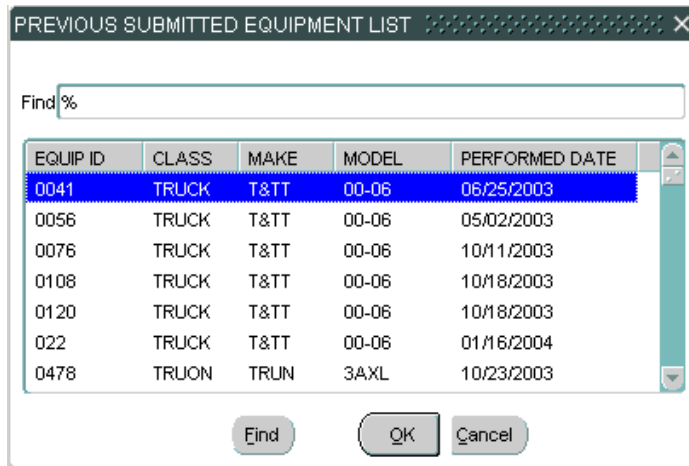 PREVIOUS SUBMITTED EQUIPMENT LIST
Find %
EQUIP ID CLASS MAKE MODEL PERFORMED DATE
0041 TRUCK T&TT 00-06 06/25/2003
0056 TRUCK T&TT 00-06 05/02/2003
0076 TRUCK T&TT 00-06 10/11/2003
0108 TRUCK T&TT 00-06 10/18/2003
0120 TRUCK T&TT 00-06 10/18/2003
022 TRUCK T&TT 00-06 01/16/2004
0478 TRUON TRUN 3AXL 10/23/2003
Find OK Cancel